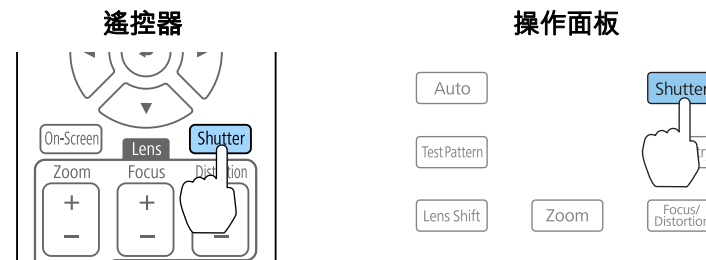 遙控器
操作面板
On-Screen
Lens
Shutter
Zoom
Focus
Auto
Shutter
Test Pattern
Lens Shift
Zoom
Focus/
Distortion